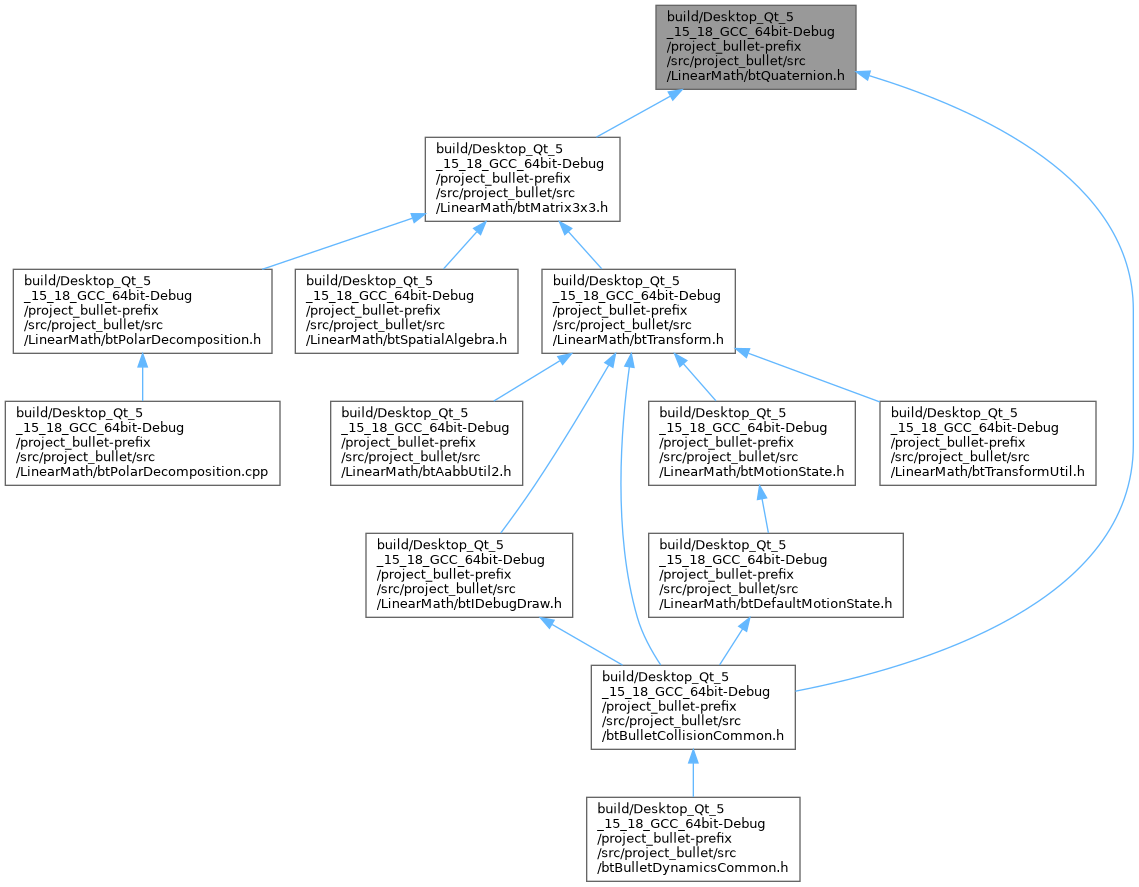 build/Desktop_Qt_5
_15_18_GCC_64bit-Debug
/project_bullet-prefix
/src/project_bullet/src
/LinearMath/btQuaternion.h
build/Desktop_Qt_5
_15_18_GCC_64bit-Debug
/project_bullet-prefix
/src/project_bullet/src
/LinearMath/btMatrix3x3.h
build/Desktop_Qt_5
_15_18_GCC_64bit-Debug
/project_bullet-prefix
/src/project_bullet/src
/LinearMath/btPolarDecomposition.h
build/Desktop_Qt_5
_15_18_GCC_64bit-Debug
/project_bullet-prefix
/src/project_bullet/src
/LinearMath/btSpatialAlgebra.h
build/Desktop_Qt_5
_15_18_GCC_64bit-Debug
/project_bullet-prefix
/src/project_bullet/src
/LinearMath/btTransform.h
build/Desktop_Qt_5
_15_18_GCC_64bit-Debug
/project_bullet-prefix
/src/project_bullet/src
/LinearMath/btPolarDecomposition.cpp
build/Desktop_Qt_5
_15_18_GCC_64bit-Debug
/project_bullet-prefix
/src/project_bullet/src
/LinearMath/btAabbUtil2.h
build/Desktop_Qt_5
_15_18_GCC_64bit-Debug
/project_bullet-prefix
/src/project_bullet/src
/LinearMath/btMotionState.h
build/Desktop_Qt_5
_15_18_GCC_64bit-Debug
/project_bullet-prefix
/src/project_bullet/src
/LinearMath/btTransformUtil.h
build/Desktop_Qt_5
_15_18_GCC_64bit-Debug
/project_bullet-prefix
/src/project_bullet/src
/LinearMath/btIDebugDraw.h
build/Desktop_Qt_5
_15_18_GCC_64bit-Debug
/project_bullet-prefix
/src/project_bullet/src
/LinearMath/btDefaultMotionState.h
build/Desktop_Qt_5
_15_18_GCC_64bit-Debug
/project_bullet-prefix
/src/project_bullet/src
/btBulletCollisionCommon.h
build/Desktop_Qt_5
_15_18_GCC_64bit-Debug
/project_bullet-prefix
/src/project_bullet/src
/btBulletDynamicsCommon.h